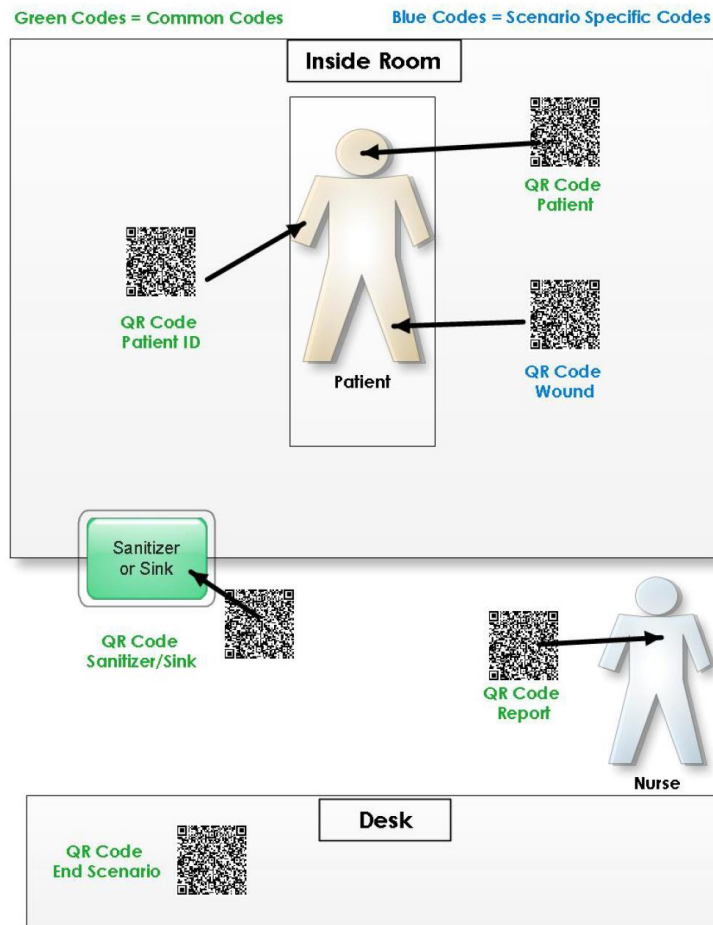 Green Codes = Common Codes
Blue Codes = Scenario Specific Codes
Inside Room
QR Code
Patient
QR Code
Patient ID
QR Code
Wound
Patient
Sanitizer
or Sink
QR Code
Sanitizer/Sink
QR Code
Report
Nurse
Desk
QR Code
End Scenario